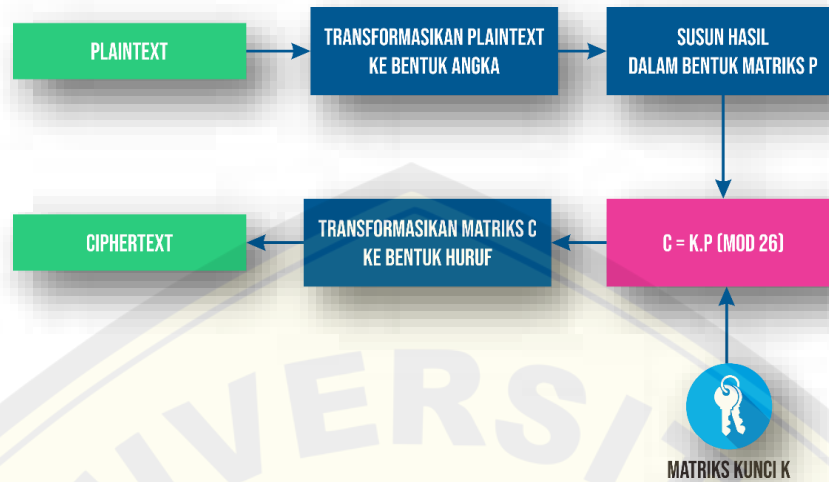 PLAINTEXT
TRANSFORMASIKAN PLAINTEXT
KE BENTUK ANGKA
SUSUN HASIL
DALAM BENTUK MATRIKS P
CIPHERTEXT
TRANSFORMASIKAN MATRIKS C
KE BENTUK HURUF
C = K.P (MOD 26)
MATRIKS KUNCI K